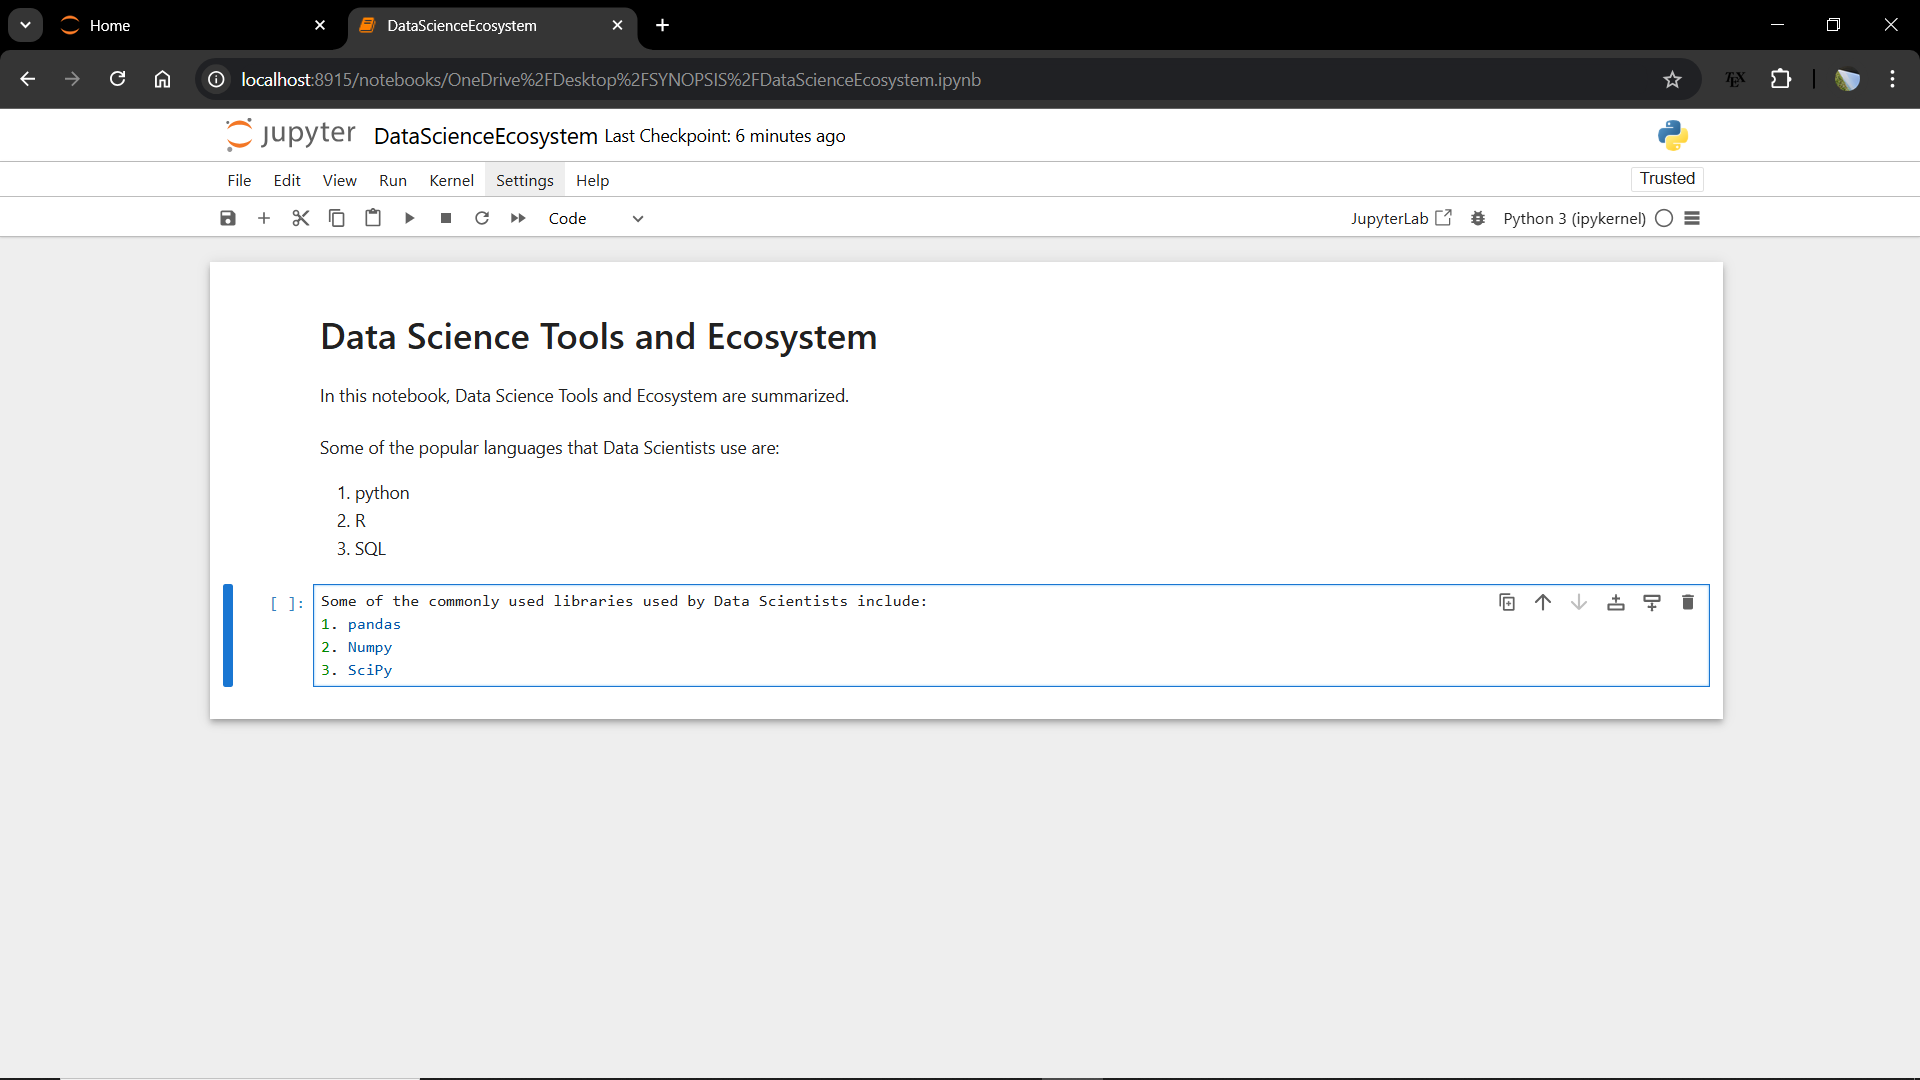 Home
DataScienceEcosystem
localhost:8915/notebooks/OneDrive%2FDesktop%2FSYNOPSIS%2FDataScienceEcosystem.ipynb
TEX
jupyter DataScienceEcosystem Last Checkpoint: 6 minutes ago
File Edit View Run Kernel Settings Help Trusted
Code JupyterLab Python 3 (ipykernel)
Data Science Tools and Ecosystem
In this notebook, Data Science Tools and Ecosystem are summarized.
Some of the popular languages that Data Scientists use are:
1. python
2. R
3. SQL
[ ]: Some of the commonly used libraries used by Data Scientists include:
1. pandas
2. Numpy
3. SciPy